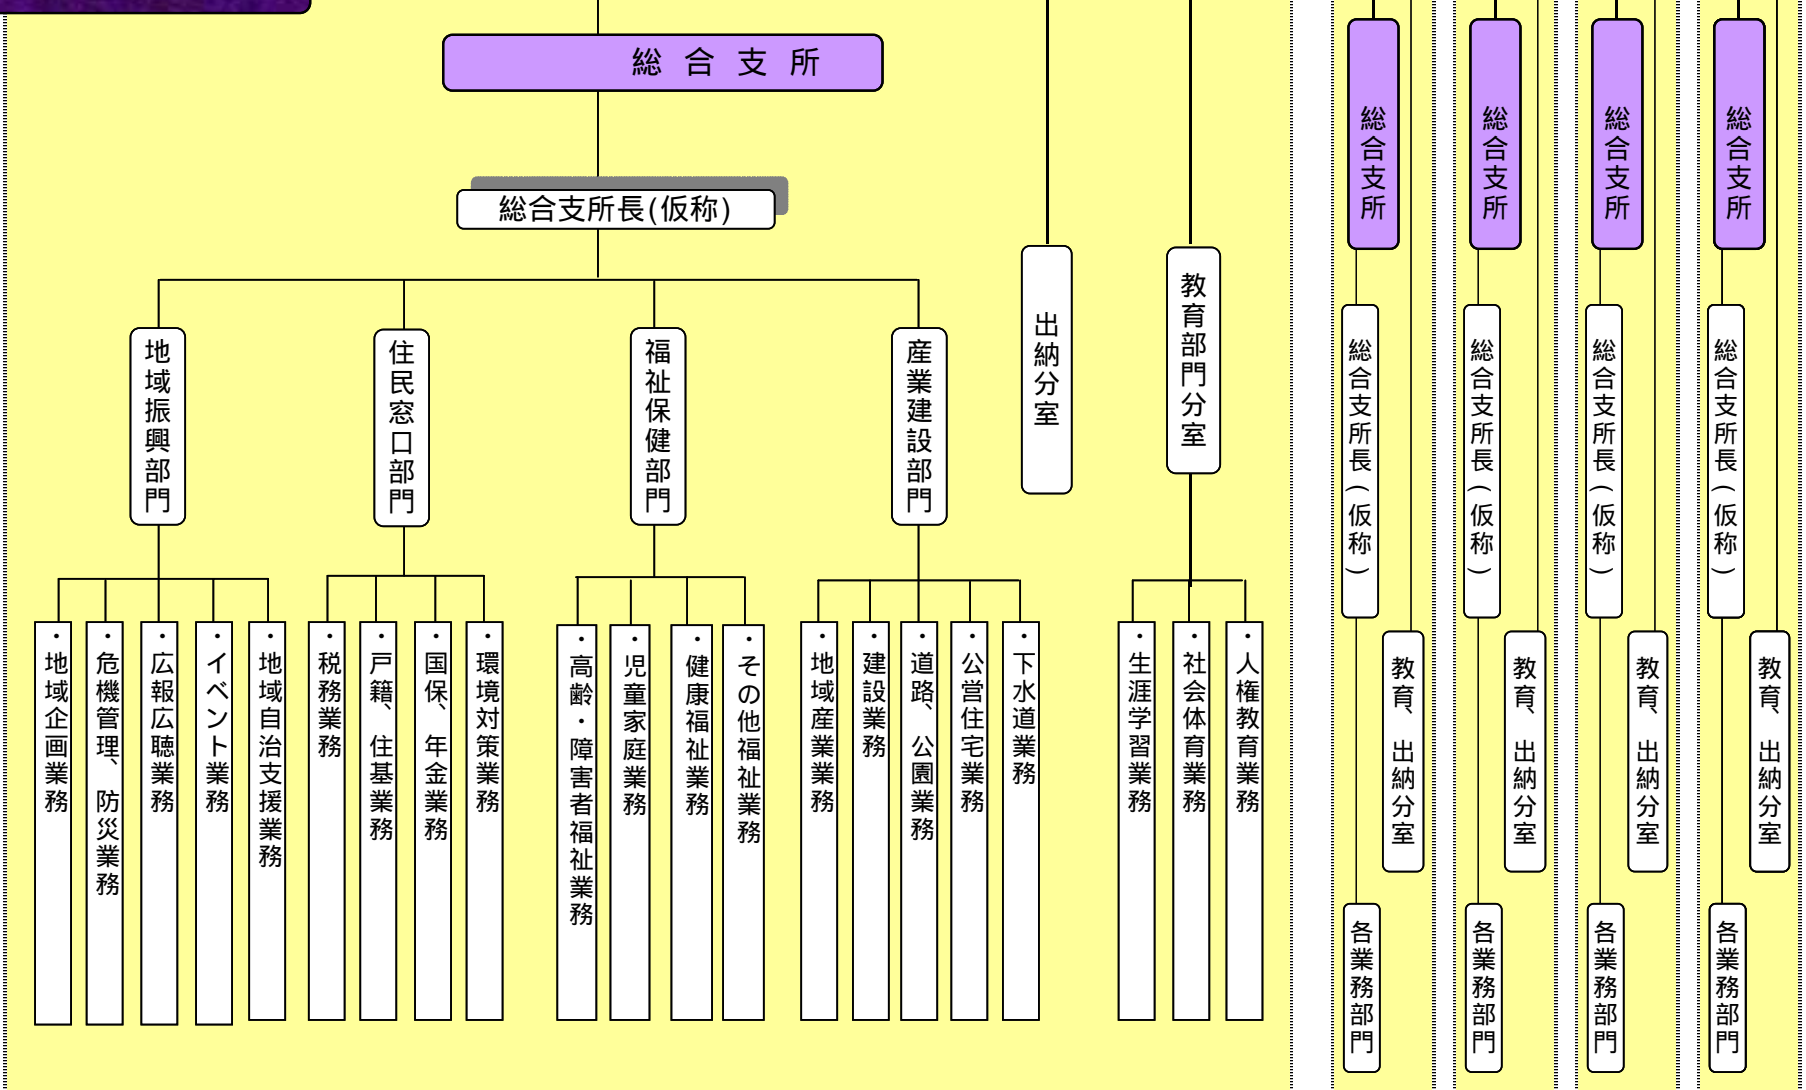 総合支所
総合支所長(仮称)
地域振興部門
住民窓口部門
福祉保健部門
産業建設部門
出納分室
教育部門分室
・地域企画業務
・危機管理、防災業務
・広報広聴業務
・イベント業務
・地域自治支援業務
・税務業務
・戸籍、住基業務
・国保、年金業務
・環境対策業務
・高齢・障害者福祉業務
・児童家庭業務
・健康福祉業務
・その他福祉業務
・地域産業業務
・建設業務
・道路、公園業務
・公営住宅業務
・下水道業務
・生涯学習業務
・社会体育業務
・人権教育業務
総合支所
総合支所長(仮称)
教育、出納分室
各業務部門
総合支所
総合支所長(仮称)
教育、出納分室
各業務部門
総合支所
総合支所長(仮称)
教育、出納分室
各業務部門
総合支所
総合支所長(仮称)
教育、出納分室
各業務部門